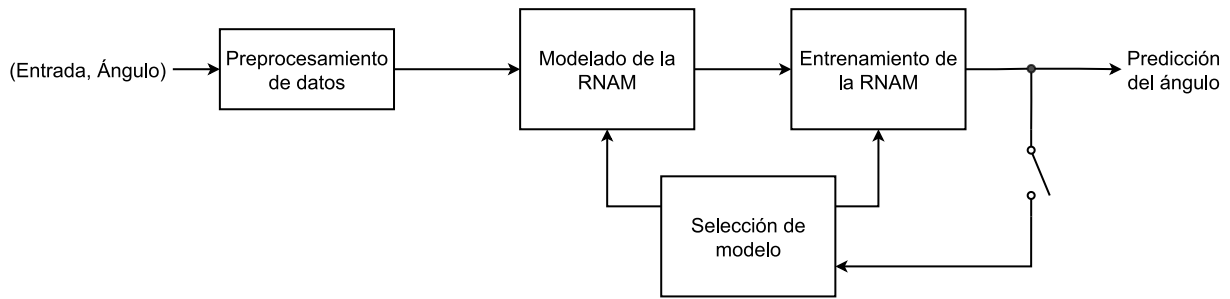 (Entrada, Ángulo)
Preprocesamiento
de datos
Modelado de la
RNAM
Entrenamiento de
la RNAM
Predicción
del ángulo
Selección de
modelo